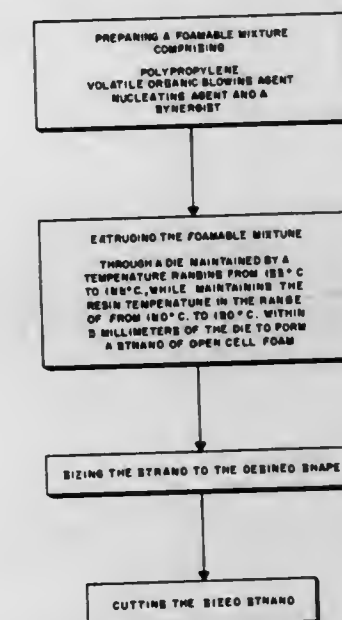 PREPARING A FOAMABLE MIXTURE
COMPRISING
POLYPROPYLENE
VOLATILE ORGANIC BLOWING AGENT
NUCLEATING AGENT AND A
SYNERGIST
EXTRUDING THE FOAMABLE MIXTURE
THROUGH A DIE MAINTAINED BY A
TEMPERATURE RANGING FROM
TO WHILE MAINTAINING THE
RESIN TEMPERATURE IN THE RANGE
OF FROM TO WITHIN
5 MILLIMETERS OF THE DIE TO FORM
A STRAND OF OPEN CELL FOAM
SIZING THE STRAND TO THE DESIRED SHAPE
CUTTING THE SIZED STRAND